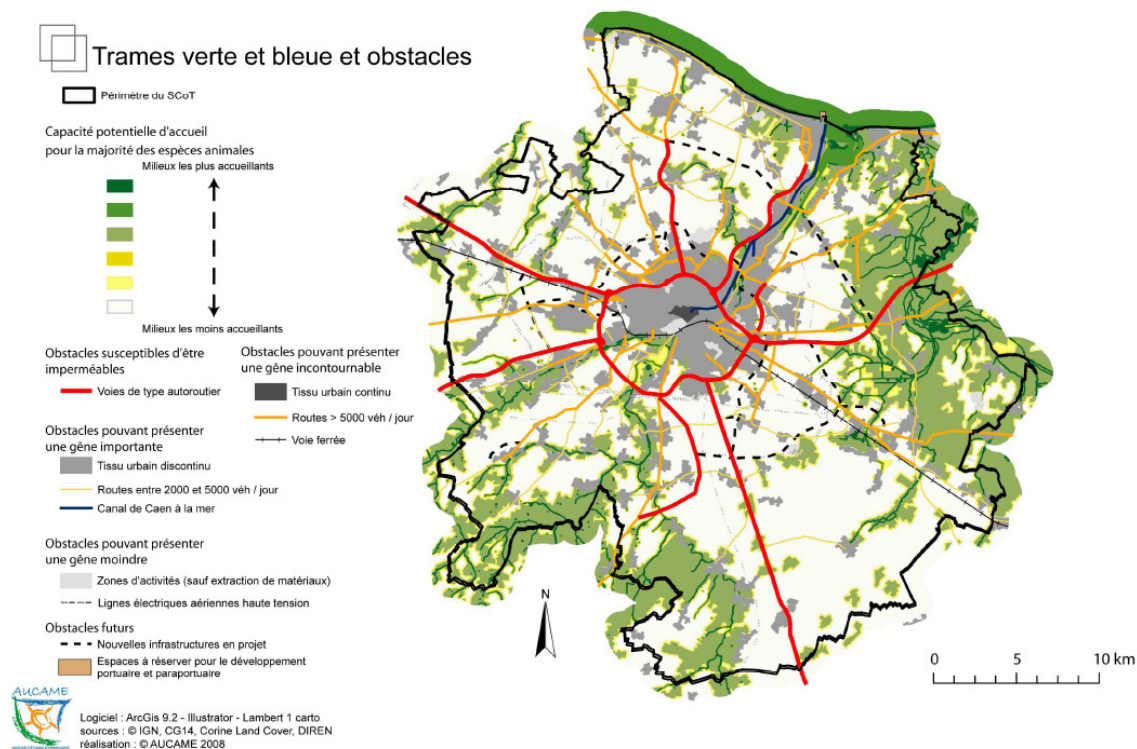 Trames verte et bleue et obstacles
Périmètre du SCoT
Capacité potentielle d'accueil
pour la majorité des espèces animales
Milieux les plus accueillants
Milieux les moins accueillants
Obstacles susceptibles d'être
imperméables
Voies de type autoroutier
Obstacles pouvant présenter
une gêne importante
Tissu urbain discontinu
Routes entre 2000 et 5000 véh / jour
Canal de Caen à la mer
Obstacles pouvant présenter
une gêne incontournable
Tissu urbain continu
Routes > 5000 véh / jour
Voie ferrée
Obstacles pouvant présenter
une gêne moindre
Zones d'activités (sauf extraction de matériaux)
Lignes électriques aériennes haute tension
Obstacles futurs
Nouvelles infrastructures en projet
Espaces à réserver pour le développement
portuaire et paraportuaire
N
0 5 10 km
AUCAME
Logiciel : ArcGis 9.2 - Illustrator - Lambert 1 carto
sources : © IGN, CG14, Corine Land Cover, DIREN
réalisation : © AUCAME 2008